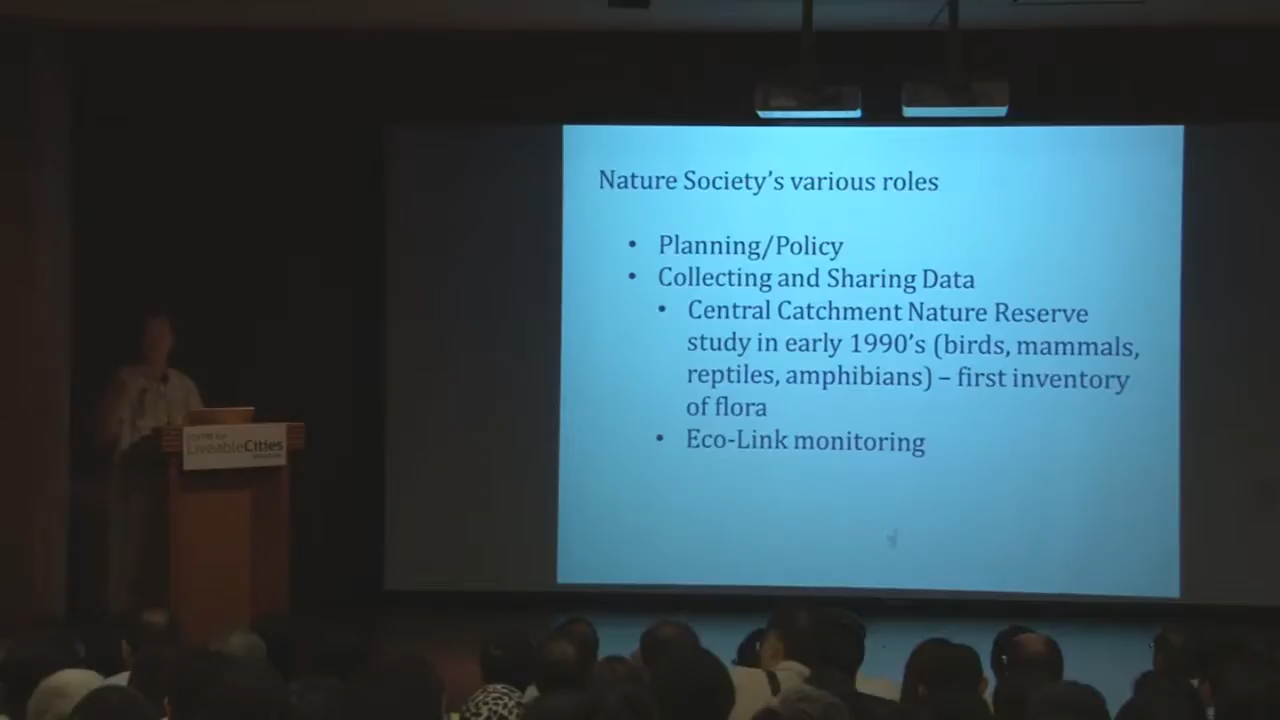 Nature Society's various roles
• Planning/Policy
• Collecting and Sharing Data
• Central Catchment Nature Reserve
study in early 1990's (birds, mammals,
reptiles, amphibians) – first inventory
of flora
• Eco-Link monitoring
LiveableCities